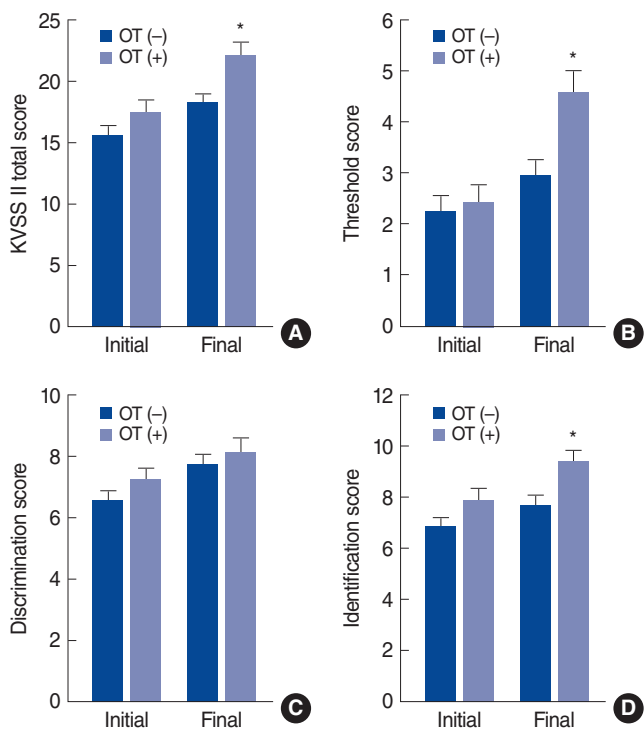 25
20
15
10
5
0
KVSS II total score
OT (–)
OT (+)
*
Initial
Final
A
6
5
4
3
2
1
0
Threshold score
OT (–)
OT (+)
*
Initial
Final
B
10
8
6
4
2
0
Discrimination score
OT (–)
OT (+)
Initial
Final
C
12
10
8
6
4
2
0
Identification score
OT (–)
OT (+)
*
Initial
Final
D